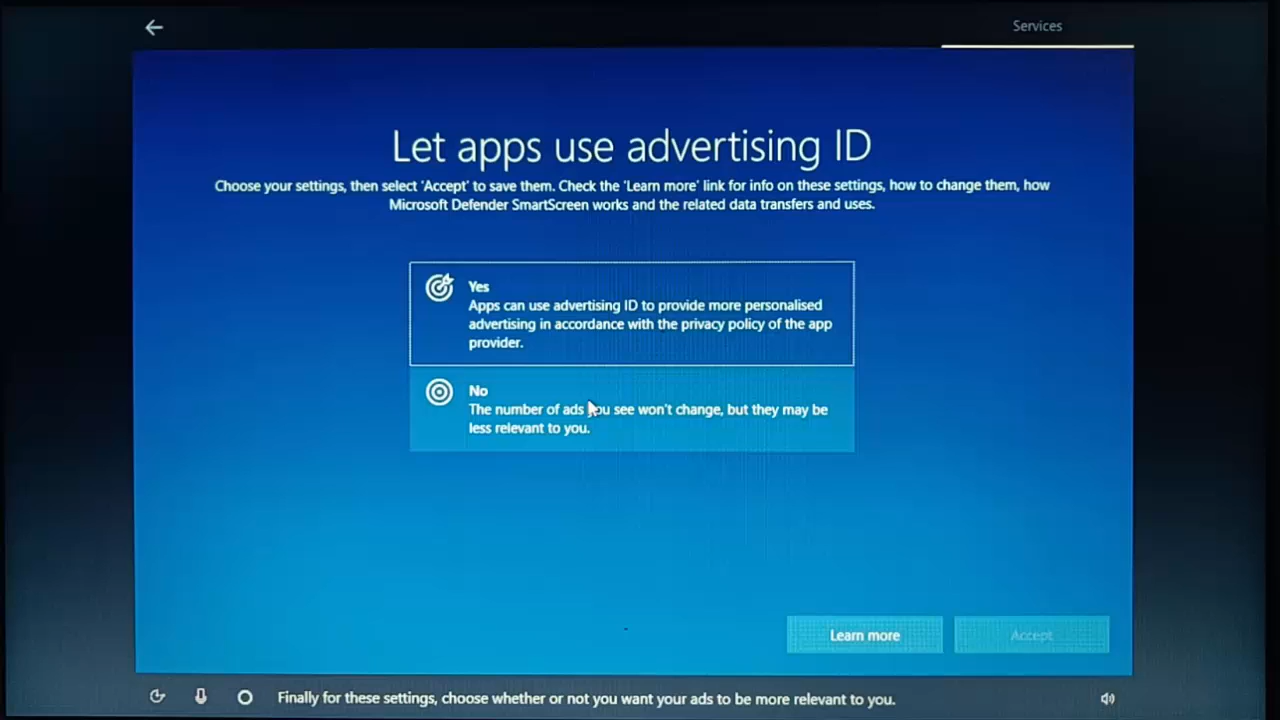 Services
Let apps use advertising ID
Choose your settings, then select 'Accept' to save them. Check the 'Learn more' link for info on these settings, how to change them, how
Microsoft Defender SmartScreen works and the related data transfers and uses.
Yes
Apps can use advertising ID to provide more personalised
advertising in accordance with the privacy policy of the app
provider.
No
The number of ads you see won't change, but they may be
less relevant to you.
Learn more
Accept
Finally for these settings, choose whether or not you want your ads to be more relevant to you.